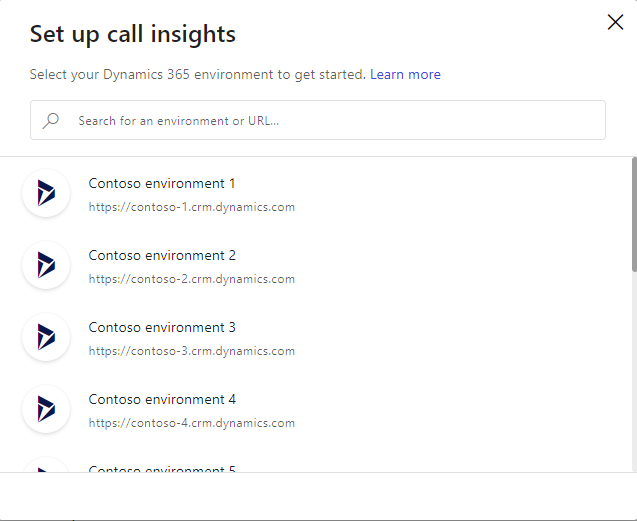 Set up call insights
Select your Dynamics 365 environment to get started. Learn more
Search for an environment or URL...
Contoso environment 1
https://contoso-1.crm.dynamics.com
Contoso environment 2
https://contoso-2.crm.dynamics.com
Contoso environment 3
https://contoso-3.crm.dynamics.com
Contoso environment 4
https://contoso-4.crm.dynamics.com
Contoso environment 5